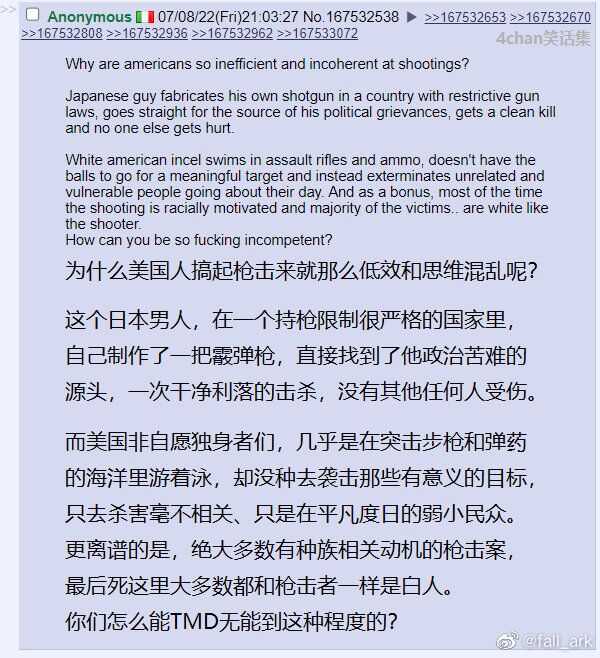 >> Anonymous 07/08/22(Fri)21:03:27 No.167532538 ▶ >>167532653 >>167532670
>>167532808 >>167532936 >>167532962 >>167533072
4chan笑话集
Why are americans so inefficient and incoherent at shootings?
Japanese guy fabricates his own shotgun in a country with restrictive gun
laws, goes straight for the source of his political grievances, gets a clean kill
and no one else gets hurt.
White american incel swims in assault rifles and ammo, doesn't have the
balls to go for a meaningful target and instead exterminates unrelated and
vulnerable people going about their day. And as a bonus, most of the time
the shooting is racially motivated and majority of the victims.. are white like
the shooter.
How can you be so fucking incompetent?
为什么美国人搞起枪击来就那么低效和思维混乱呢?
这个日本男人，在一个持枪限制很严格的国家里，
自己制作了一把霰弹枪，直接找到了他政治苦难的
源头，一次干净利落的击杀，没有其他任何人受伤。
而美国非自愿独身者们，几乎是在突击步枪和弹药
的海洋里游着泳，却没种去袭击那些有意义的目标，
只去杀害毫不相关、只是在平凡度日的弱小民众。
更离谱的是，绝大多数有种族相关动机的枪击案，
最后死这里大多数都和枪击者一样是白人。
你们怎么能TMD无能到这种程度的?
@fall_ark